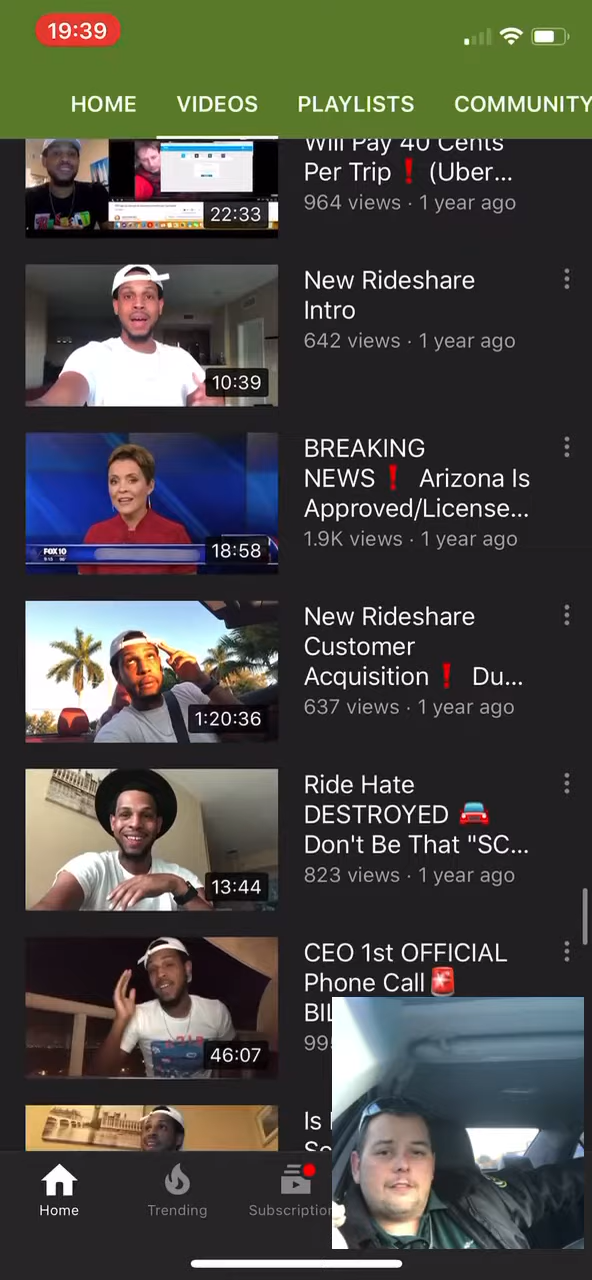 19:39
HOME
VIDEOS
PLAYLISTS
COMMUNITY
Will Pay 40 Cents
Per Trip❗ (Uber...
964 views · 1 year ago
22:33
New Rideshare
Intro
642 views · 1 year ago
10:39
BREAKING
NEWS❗ Arizona Is
Approved/License...
1.9K views · 1 year ago
FOX10
18:58
New Rideshare
Customer
Acquisition❗ Du...
637 views · 1 year ago
1:20:36
Ride Hate
DESTROYED 🚘
Don't Be That "SC...
823 views · 1 year ago
13:44
CEO 1st OFFICIAL
Phone Call🚨
46:07
Is
Home
Trending